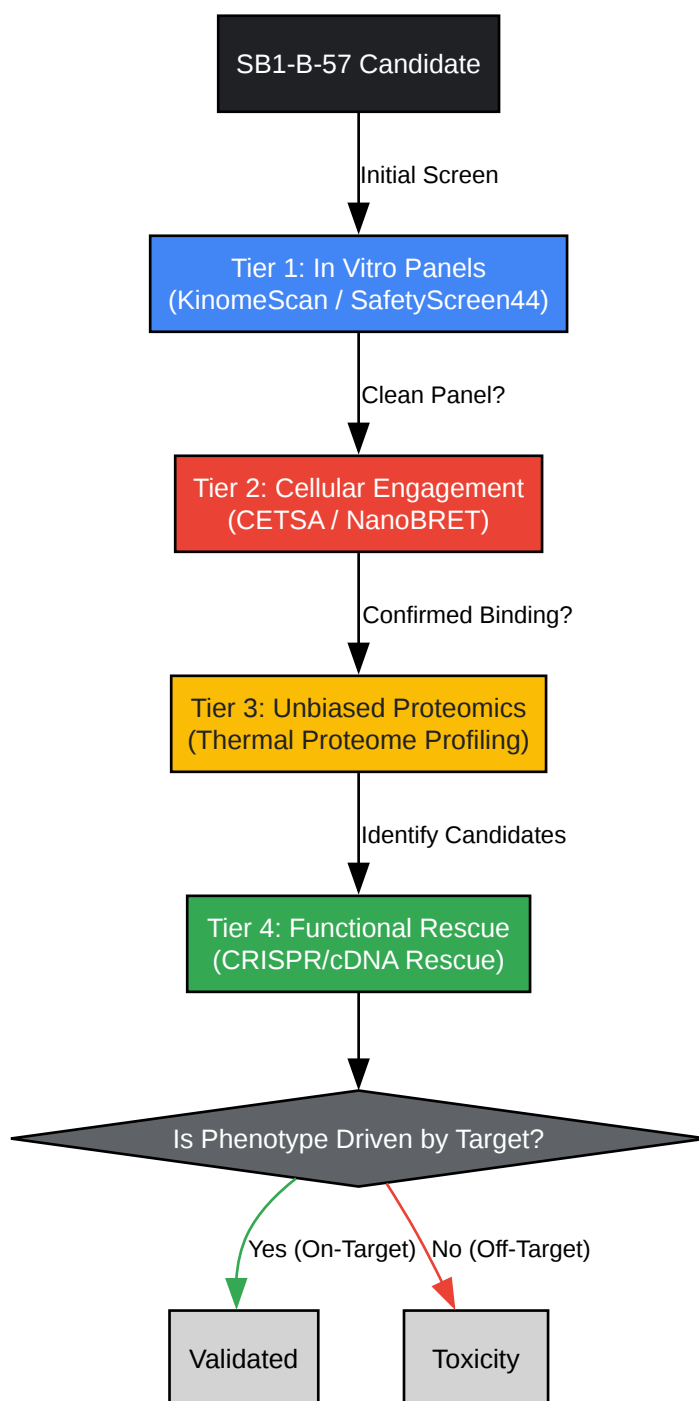 SB1-B-57 Candidate
Initial Screen
Tier 1: In Vitro Panels
(KinomeScan / SafetyScreen44)
Clean Panel?
Tier 2: Cellular Engagement
(CETSA / NanoBRET)
Confirmed Binding?
Tier 3: Unbiased Proteomics
(Thermal Proteome Profiling)
Identify Candidates
Tier 4: Functional Rescue
(CRISPR/cDNA Rescue)
Is Phenotype Driven by Target?
Yes (On-Target)
No (Off-Target)
Validated
Toxicity